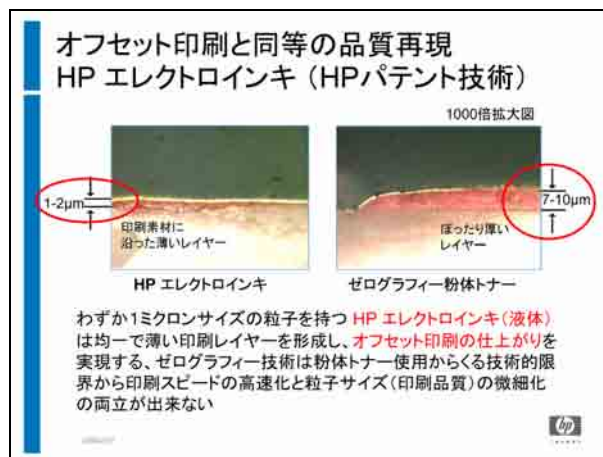 オフセット印刷と同等の品質再現
HP エレクトロインキ（HPパテント技術）
1000倍拡大図
1-2μm
7-10μm
印刷素材に
沿った薄いレイヤー
ぼったり厚い
レイヤー
HP エレクトロインキ
ゼログラフィー粉体トナー
わずか1ミクロンサイズの粒子を持つ HP エレクトロインキ（液体）
は均一で薄い印刷レイヤーを形成し、オフセット印刷の仕上がりを
実現する、ゼログラフィー技術は粉体トナー使用からくる技術的限
界から印刷スピードの高速化と粒子サイズ（印刷品質）の微細化
の両立が出来ない
hp
invent